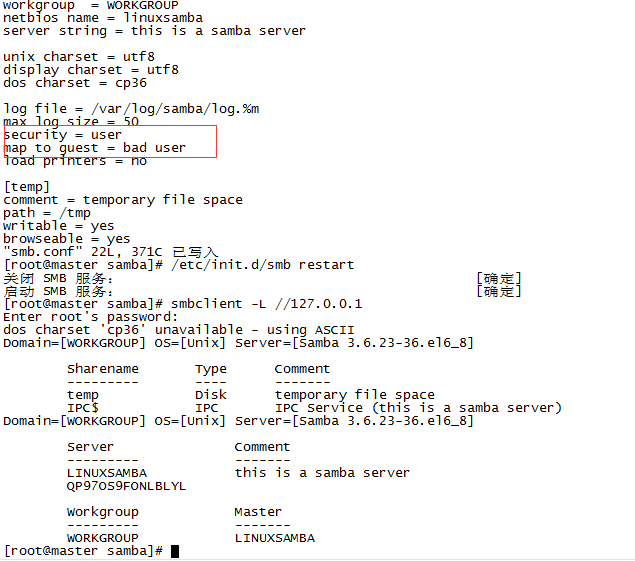 workgroup  = WORKGROUP
netbios name = linuxsamba
server string = this is a samba server
unix charset = utf8
display charset = utf8
dos charset = cp36
log file = /var/log/samba/log.%m
max log size = 50
security = user
map to guest = bad user
load printers = no
[temp]
comment = temporary file space
path = /tmp
writable = yes
browseable = yes
"smb.conf" 22L, 371C 已写入
[root@master samba]# /etc/init.d/smb restart
关闭 SMB 服务: [确定]
启动 SMB 服务: [确定]
[root@master samba]# smbclient -L //127.0.0.1
Enter root's password:
dos charset 'cp36' unavailable - using ASCII
Domain=[WORKGROUP] OS=[Unix] Server=[Samba 3.6.23-36.el6_8]
Sharename       Type      Comment
---------       ----      -------
temp            Disk      temporary file space
IPC$            IPC       IPC Service (this is a samba server)
Domain=[WORKGROUP] OS=[Unix] Server=[Samba 3.6.23-36.el6_8]
Server               Comment
---------            -------
LINUXSAMBA           this is a samba server
QP97OS9FONLBLYL
Workgroup            Master
---------            -------
WORKGROUP            LINUXSAMBA
[root@master samba]#